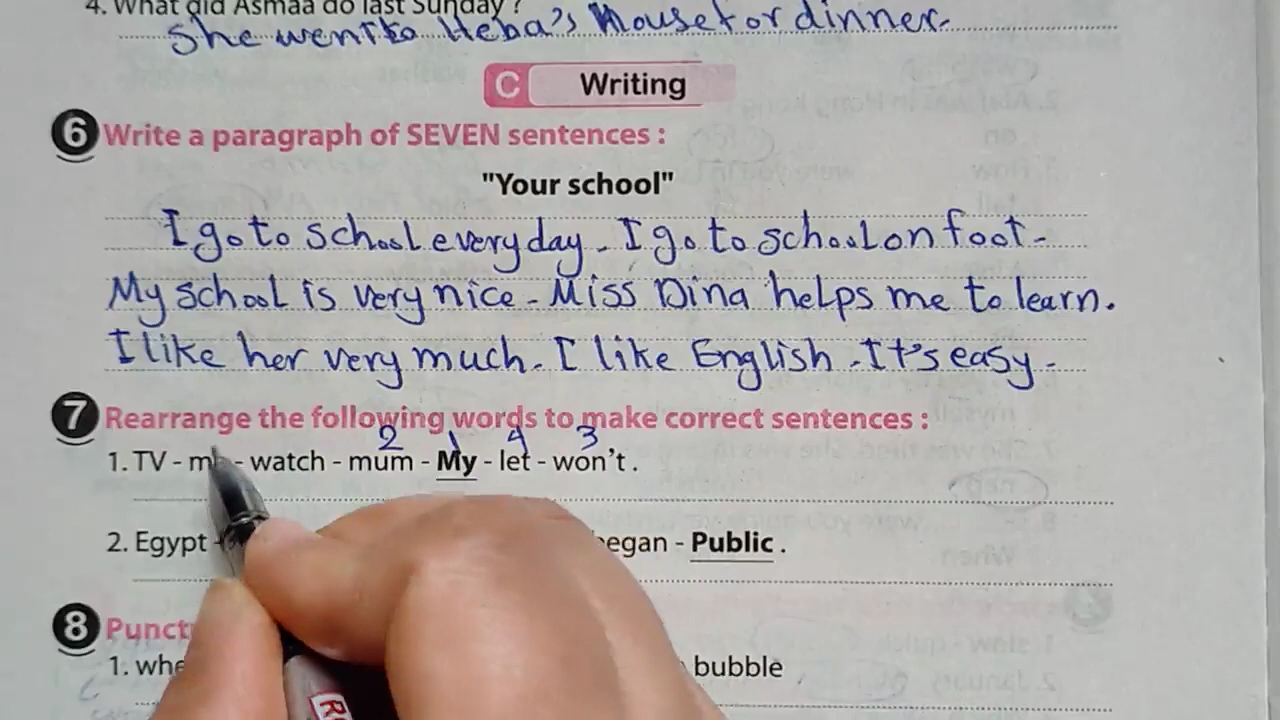 4. What did Asmaa do last Sunday?
She went to Heba's house for dinner.
C Writing
6 Write a paragraph of SEVEN sentences :
"Your school"
I go to school every day. I go to school on foot.
My school is very nice. Miss Dina helps me to learn.
I like her very much. I like English. It's easy.
7 Rearrange the following words to make correct sentences :
2 1 4 3
1. TV - - watch - mum - My - let - won't .
2. Egypt - - Public .
8
1. bubble